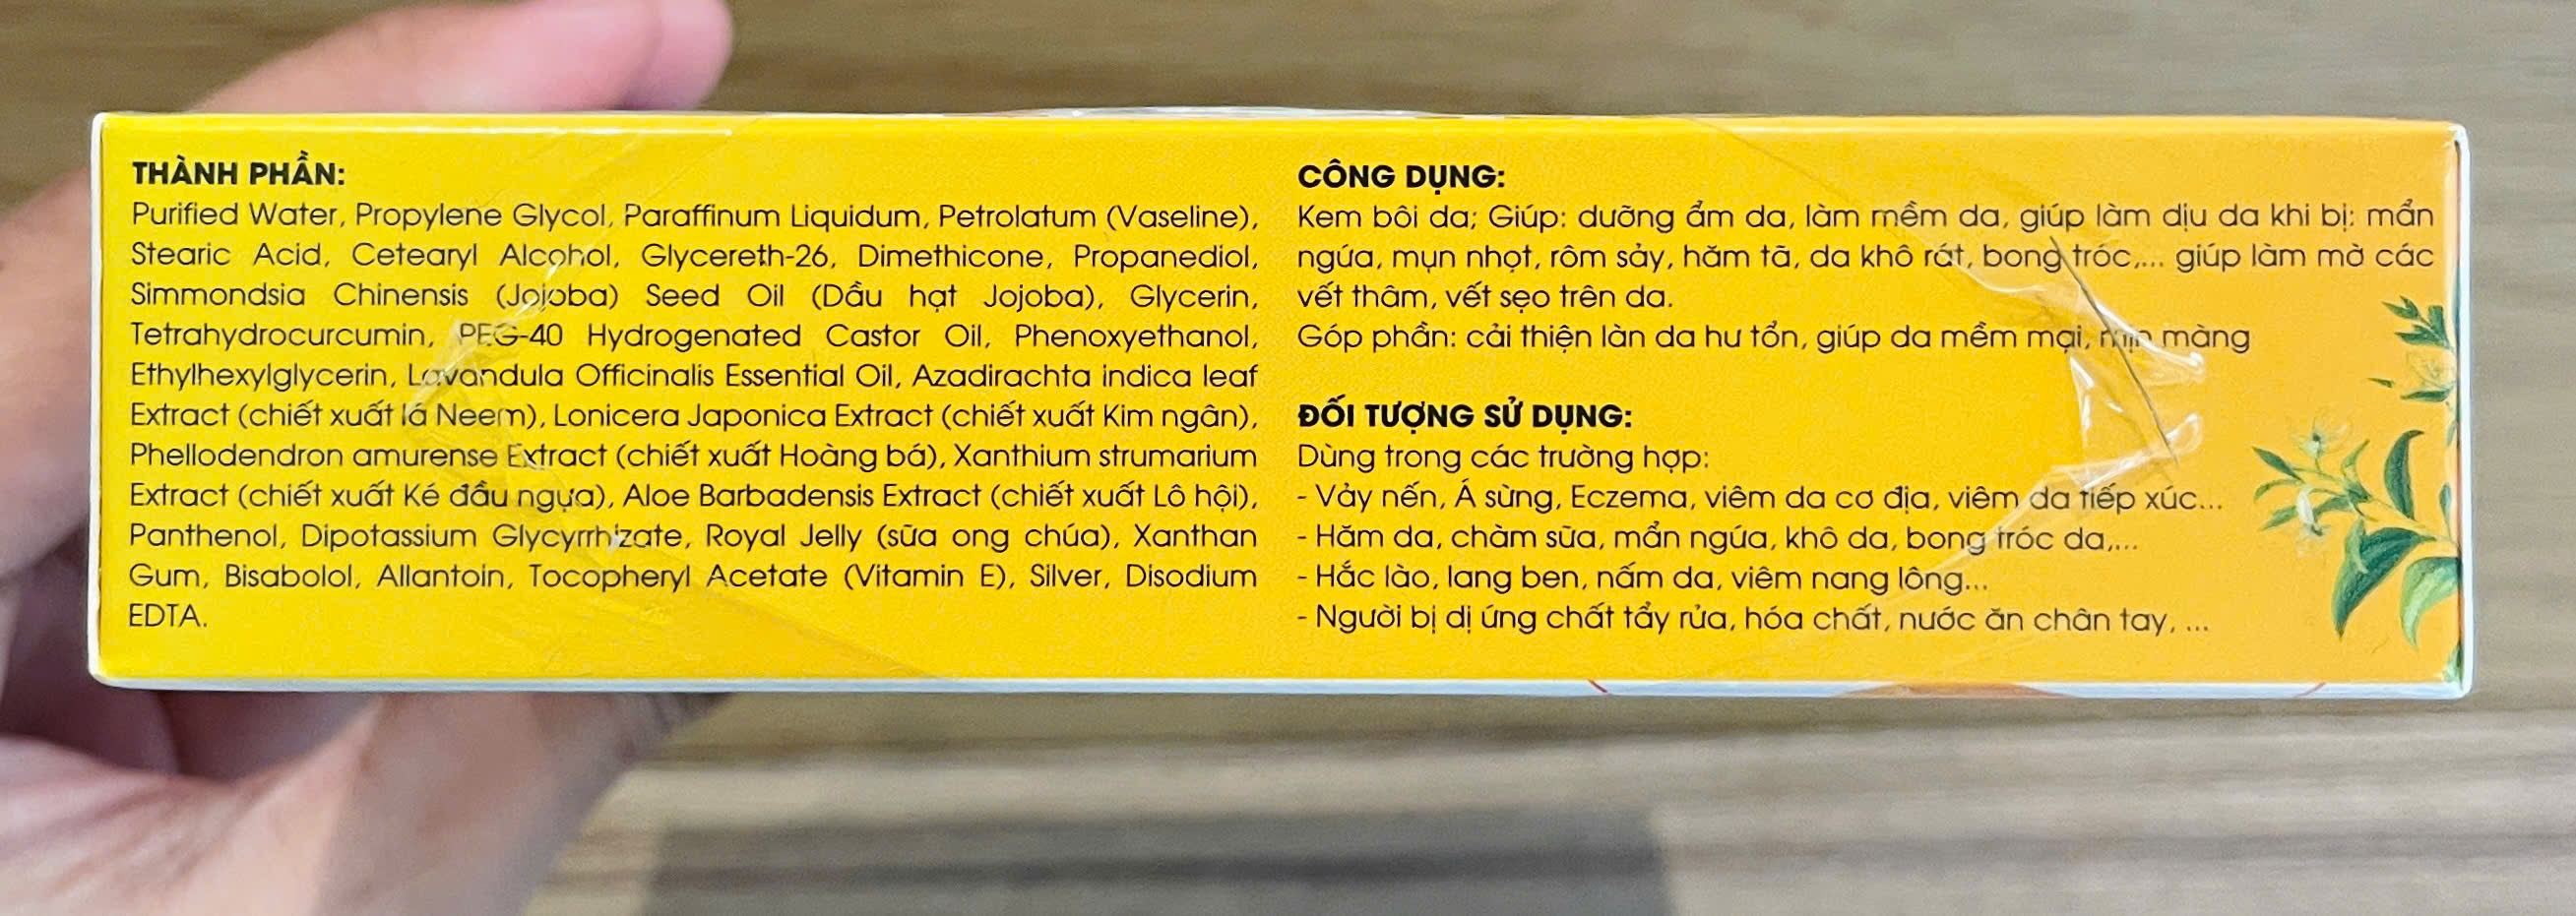 THÀNH PHẦN:
Purified Water, Propylene Glycol, Paraffinum Liquidum, Petrolatum (Vaseline),
Stearic Acid, Cetearyl Alcohol, Glycereth-26, Dimethicone, Propanediol,
Simmondsia Chinensis (Jojoba) Seed Oil (Dầu hạt Jojoba), Glycerin,
Tetrahydrocurcumin, PEG-40 Hydrogenated Castor Oil, Phenoxyethanol,
Ethylhexylglycerin, Lavandula Officinalis Essential Oil, Azadirachta indica leaf
Extract (chiết xuất lá Neem), Lonicera Japonica Extract (chiết xuất Kim ngân),
Phellodendron amurense Extract (chiết xuất Hoàng bá), Xanthium strumarium
Extract (chiết xuất Ké đầu ngựa), Aloe Barbadensis Extract (chiết xuất Lô hội),
Panthenol, Dipotassium Glycyrrhizate, Royal Jelly (sữa ong chúa), Xanthan
Gum, Bisabolol, Allantoin, Tocopheryl Acetate (Vitamin E), Silver, Disodium
EDTA.
CÔNG DỤNG:
Kem bôi da; Giúp: dưỡng ẩm da, làm mềm da, giúp làm dịu da khi bị: mẩn
ngứa, mụn nhọt, rôm sảy, hăm tã, da khô rát, bong tróc,... giúp làm mờ các
vết thâm, vết sẹo trên da.
Góp phần: cải thiện làn da hư tổn, giúp da mềm mại, mịn màng
ĐỐI TƯỢNG SỬ DỤNG:
Dùng trong các trường hợp:
- Vảy nến, Á sừng, Eczema, viêm da cơ địa, viêm da tiếp xúc...
- Hăm da, chàm sữa, mẩn ngứa, khô da, bong tróc da,...
- Hắc lào, lang ben, nấm da, viêm nang lông...
- Người bị dị ứng chất tẩy rửa, hóa chất, nước ăn chân tay, ...